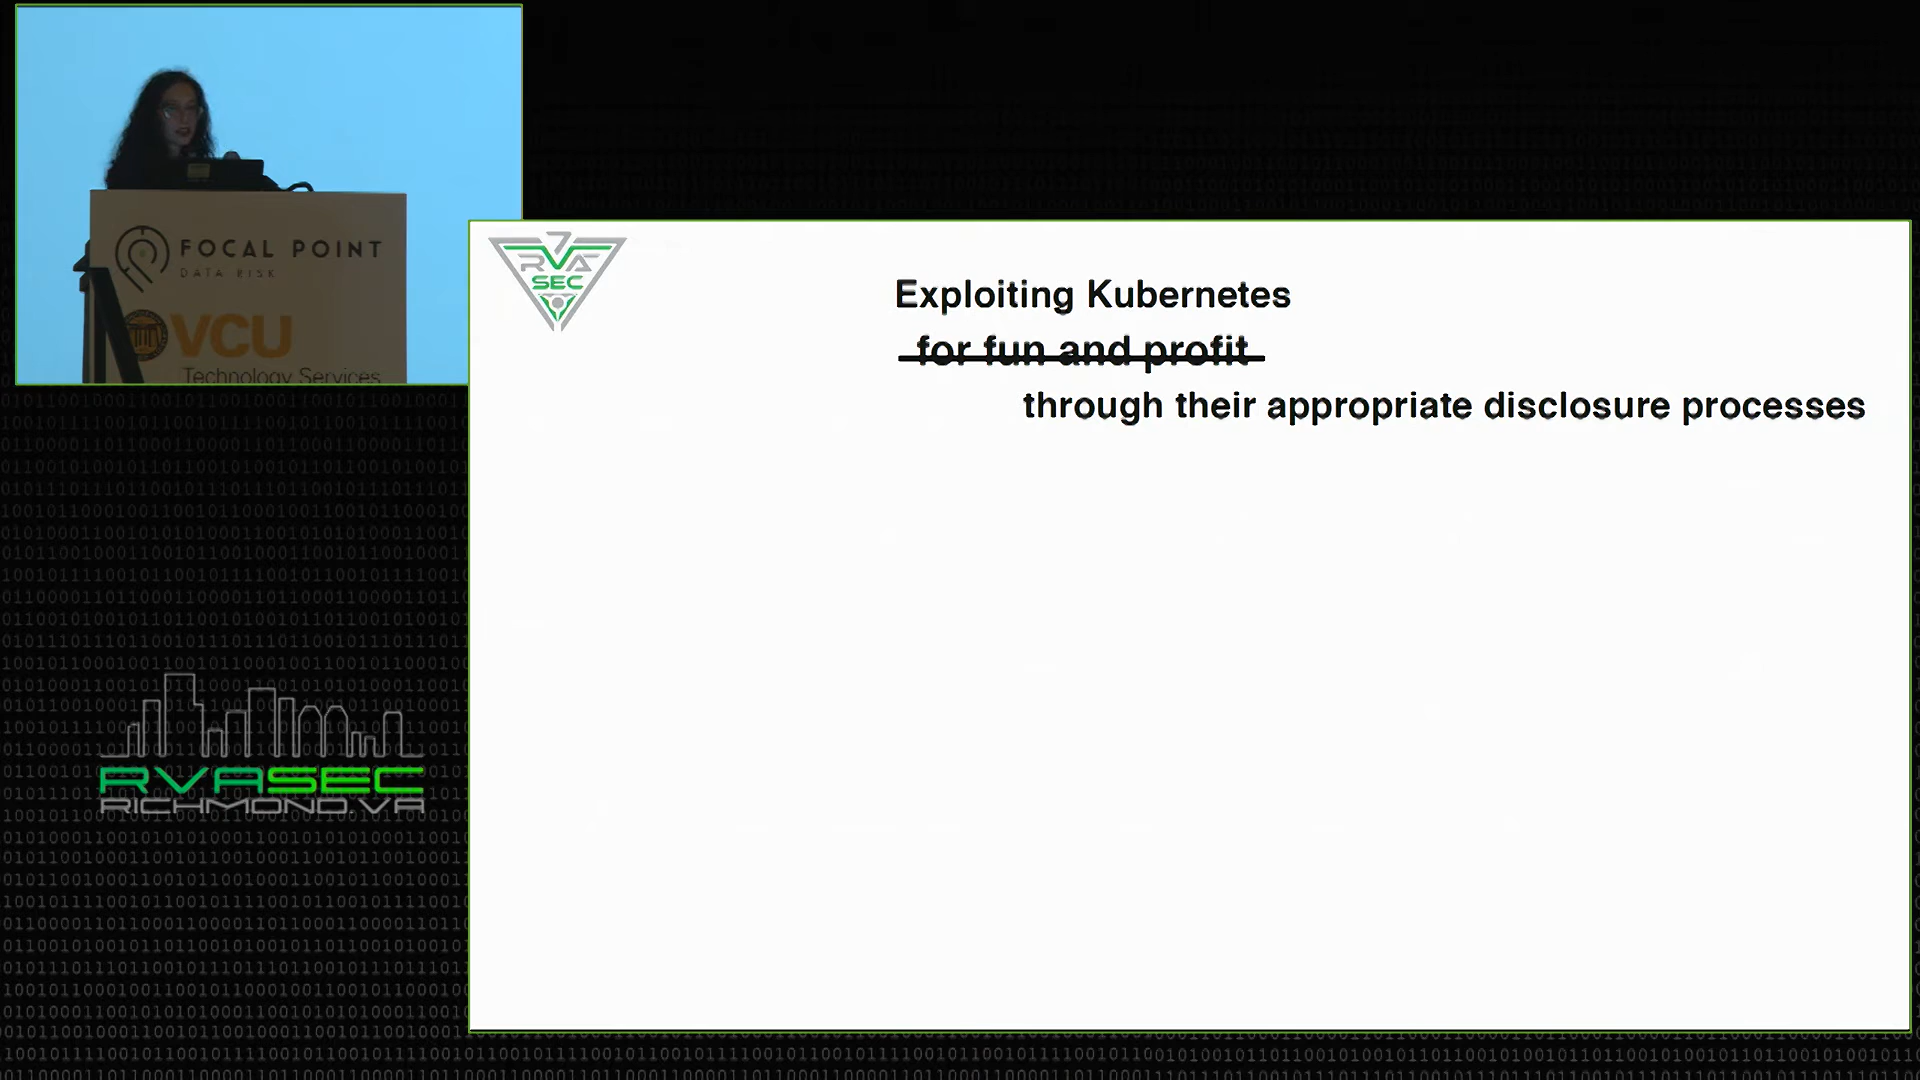 FOCAL POINT
DATA RISK
VCU
Technology Services
7
RVA
SEC
Exploiting Kubernetes
for fun and profit
through their appropriate disclosure processes
RVASEC
RICHMOND.VA